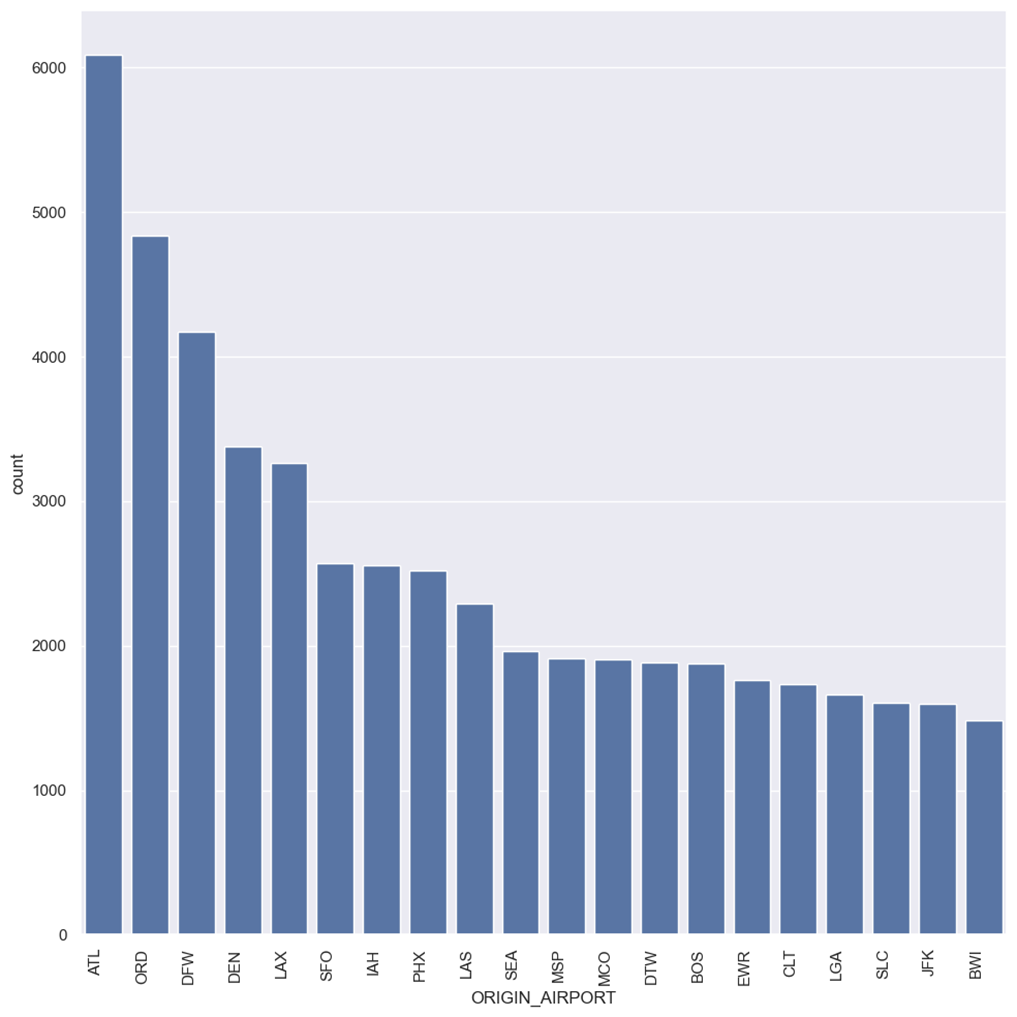 6000
5000
4000
3000
2000
1000
0
count
ATL ORD DFW DEN LAX SFO IAH PHX LAS SEA MSP MCO DTW BOS EWR CLT LGA SLC JFK BWI
ORIGIN_AIRPORT